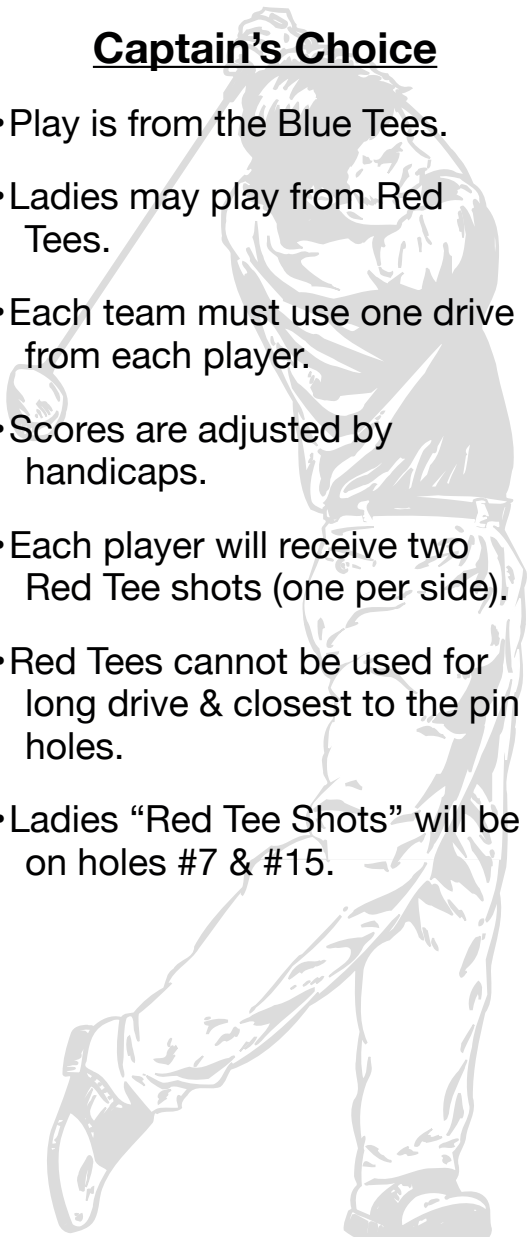 Captain’s Choice
•Play is from the Blue Tees.
•Ladies may play from Red
Tees.
•Each team must use one drive
from each player.
•Scores are adjusted by
handicaps.
•Each player will receive two
Red Tee shots (one per side).
•Red Tees cannot be used for
long drive & closest to the pin
holes.
•Ladies “Red Tee Shots” will be
on holes #7 & #15.